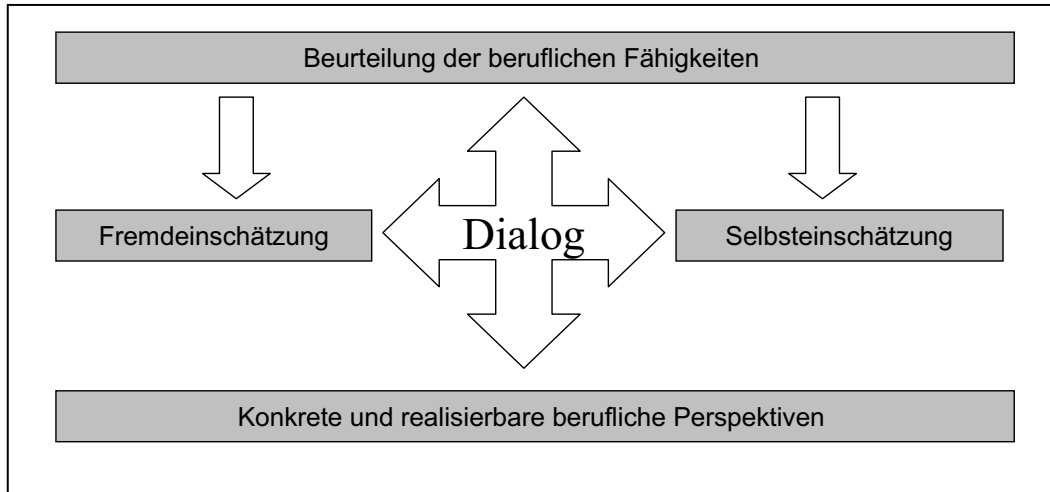 Beurteilung der beruflichen Fähigkeiten
Fremdeinschätzung
Dialog
Selbsteinschätzung
Konkrete und realisierbare berufliche Perspektiven